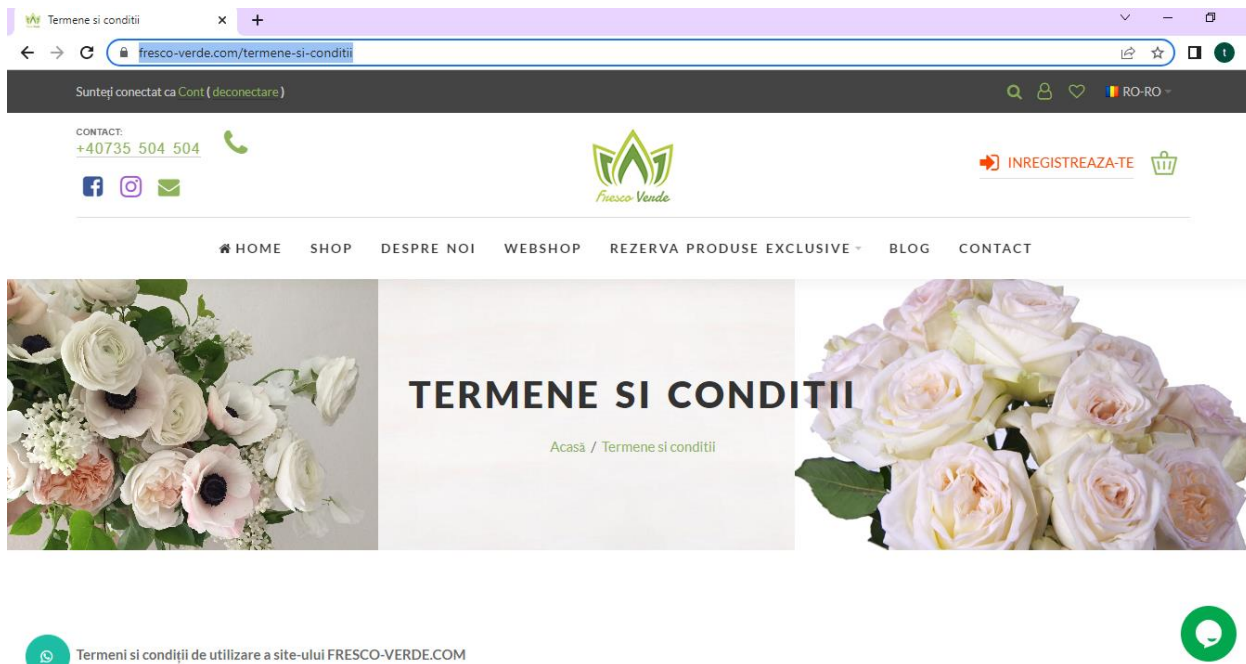 Termene si conditii
fresco-verde.com/termene-si-conditii
t
Sunteți conectat ca Cont ( deconectare )
RO-RO
CONTACT:
+40735 504 504
Fresco Verde
INREGISTREAZA-TE
HOME SHOP DESPRE NOI WEBSHOP REZERVA PRODUSE EXCLUSIVE BLOG CONTACT
TERMENE SI CONDITII
Acasă / Termene si conditii
Termeni si condiții de utilizare a site-ului FRESCO-VERDE.COM